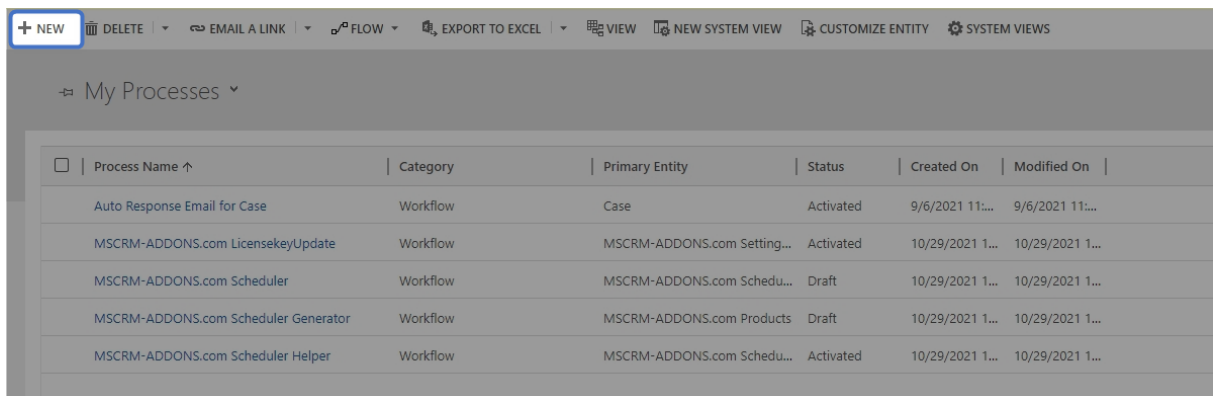 NEW DELETE EMAIL A LINK FLOW EXPORT TO EXCEL VIEW NEW SYSTEM VIEW CUSTOMIZE ENTITY SYSTEM VIEWS
My Processes
Process Name Category Primary Entity Status Created On Modified On
Auto Response Email for Case Workflow Case Activated 9/6/2021 11:... 9/6/2021 11:...
MSCRM-ADDONS.com LicensekeyUpdate Workflow MSCRM-ADDONS.com Setting... Activated 10/29/2021 1... 10/29/2021 1...
MSCRM-ADDONS.com Scheduler Workflow MSCRM-ADDONS.com Schedu... Draft 10/29/2021 1... 10/29/2021 1...
MSCRM-ADDONS.com Scheduler Generator Workflow MSCRM-ADDONS.com Products Draft 10/29/2021 1... 10/29/2021 1...
MSCRM-ADDONS.com Scheduler Helper Workflow MSCRM-ADDONS.com Schedu... Activated 10/29/2021 1... 10/29/2021 1...